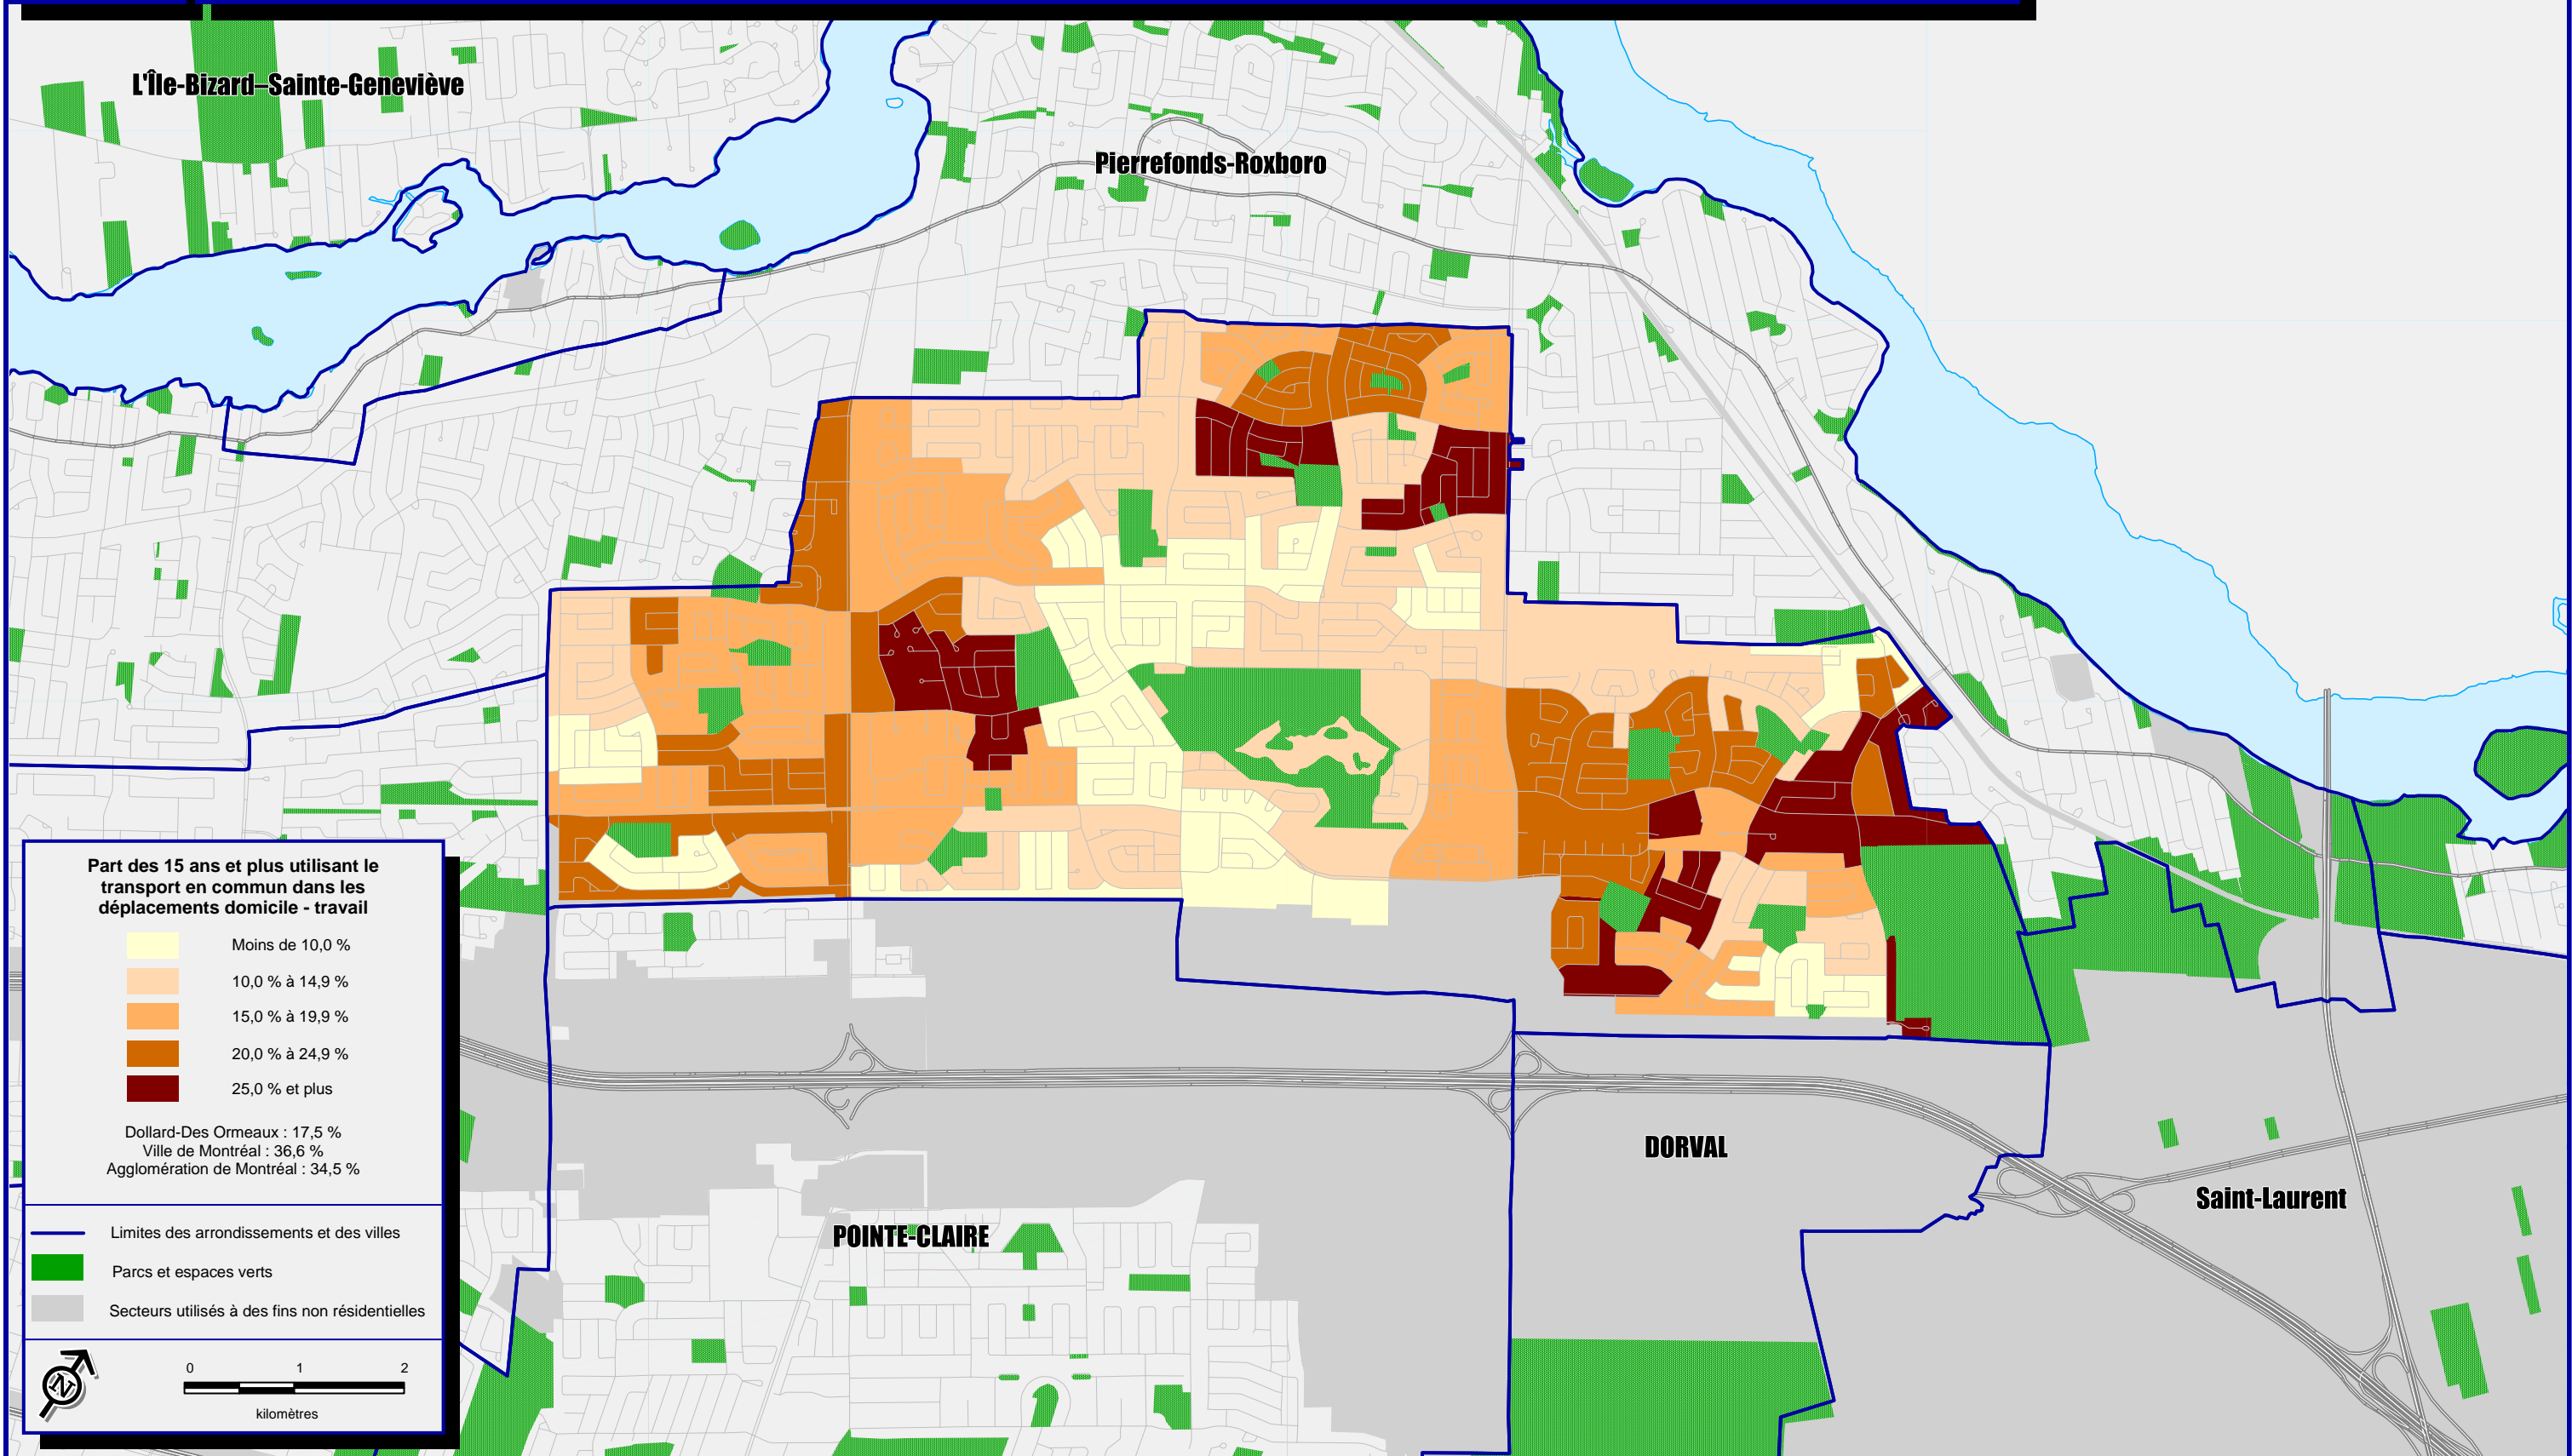 L'Île-Bizard–Sainte-Geneviève
Pierrefonds-Roxboro
Part des 15 ans et plus utilisant le
transport en commun dans les
déplacements domicile - travail
Moins de 10,0 %
10,0 % à 14,9 %
15,0 % à 19,9 %
20,0 % à 24,9 %
25,0 % et plus
Dollard-Des Ormeaux : 17,5 %
Ville de Montréal : 36,6 %
Agglomération de Montréal : 34,5 %
Limites des arrondissements et des villes
Parcs et espaces verts
Secteurs utilisés à des fins non résidentielles
N
0 1 2
kilomètres
DORVAL
Saint-Laurent
POINTE-CLAIRE